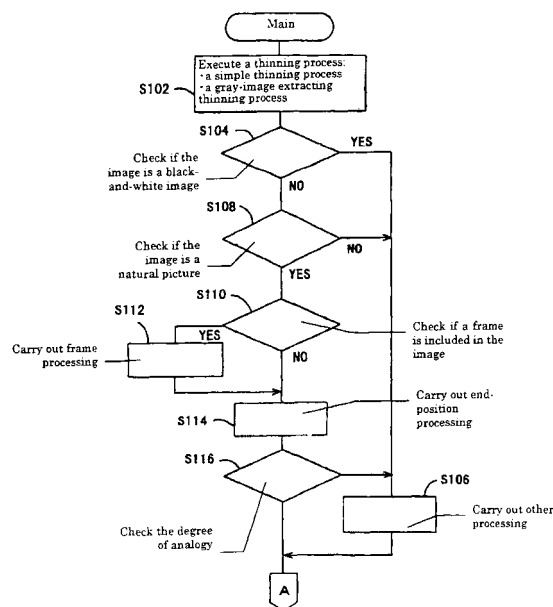 Main
Execute a thinning process:
- a simple thinning process
- a gray-image extracting
thinning process
S102
S104
YES
Check if the
image is a black-
and-white image
NO
S108
Check if the
image is a
natural picture
NO
YES
S110
S112
YES
Check if a frame
is included in the
image
Carry out frame
processing
NO
Carry out end-
position
processing
S114
S116
S106
Check the degree
of analogy
Carry out other
processing
A